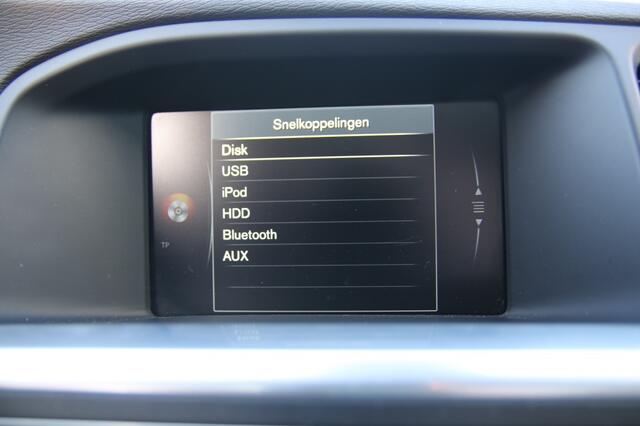 Snelkoppelingen
Disk
USB
iPod
HDD
Bluetooth
AUX
TP